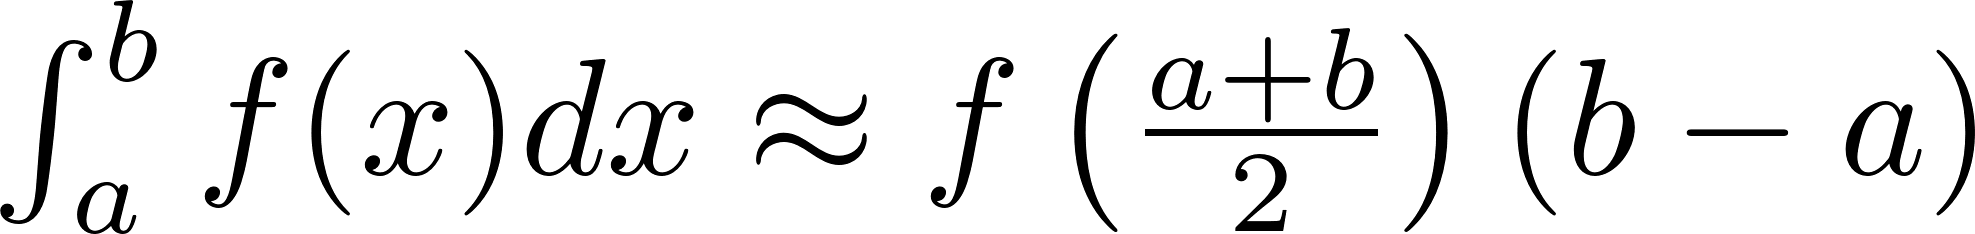 ∫_a^b f(x)dx ≈ f((a+b)/2)(b − a)